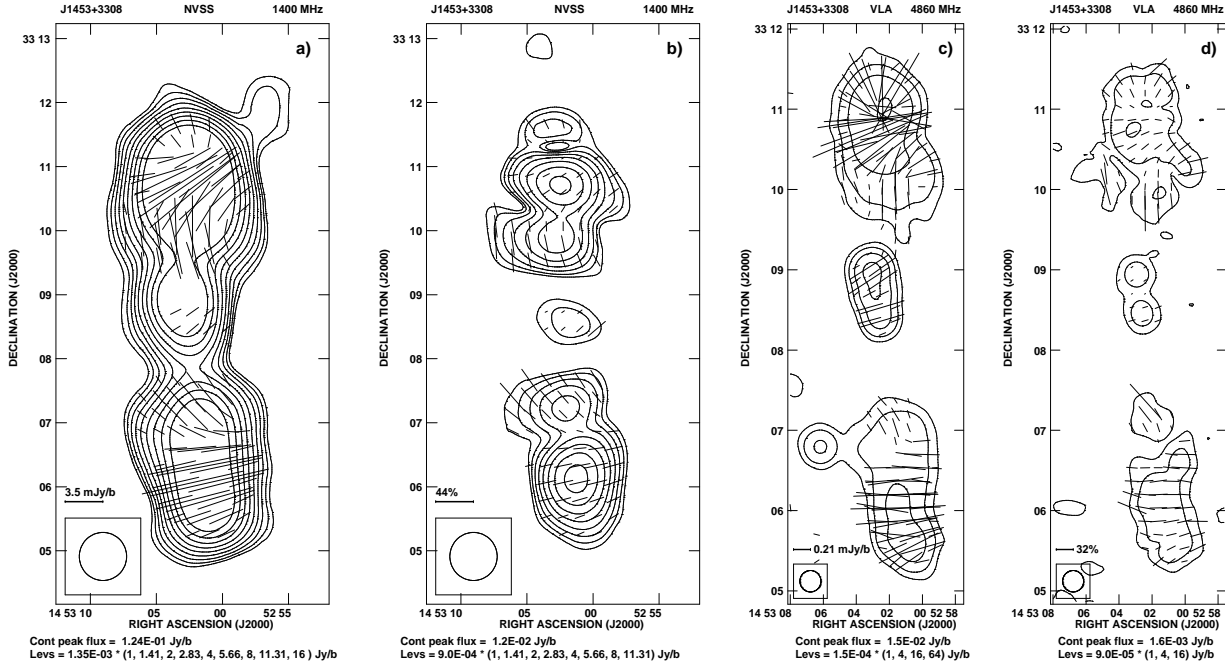 J1453+3308 NVSS 1400 MHz
a)
33 13
12
11
10
09
08
07
06
05
DECLINATION (J2000)
3.5 mJy/b
14 53 10 05 00 52 55
RIGHT ASCENSION (J2000)
Cont peak flux = 1.24E-01 Jy/b
Levs = 1.35E-03 * (1, 1.41, 2, 2.83, 4, 5.66, 8, 11.31, 16 ) Jy/b
J1453+3308 NVSS 1400 MHz
b)
33 13
12
11
10
09
08
07
06
05
DECLINATION (J2000)
44%
14 53 10 05 00 52 55
RIGHT ASCENSION (J2000)
Cont peak flux = 1.2E-02 Jy/b
Levs = 9.0E-04 * (1, 1.41, 2, 2.83, 4, 5.66, 8, 11.31) Jy/b
J1453+3308 VLA 4860 MHz
c)
33 12
11
10
09
08
07
06
05
DECLINATION (J2000)
0.21 mJy/b
14 53 08 06 04 02 00 52 58
RIGHT ASCENSION (J2000)
Cont peak flux = 1.5E-02 Jy/b
Levs = 1.5E-04 * (1, 4, 16, 64) Jy/b
J1453+3308 VLA 4860 MHz
d)
33 12
11
10
09
08
07
06
05
DECLINATION (J2000)
32%
14 53 08 06 04 02 00 52 58
RIGHT ASCENSION (J2000)
Cont peak flux = 1.6E-03 Jy/b
Levs = 9.0E-05 * (1, 4, 16) Jy/b